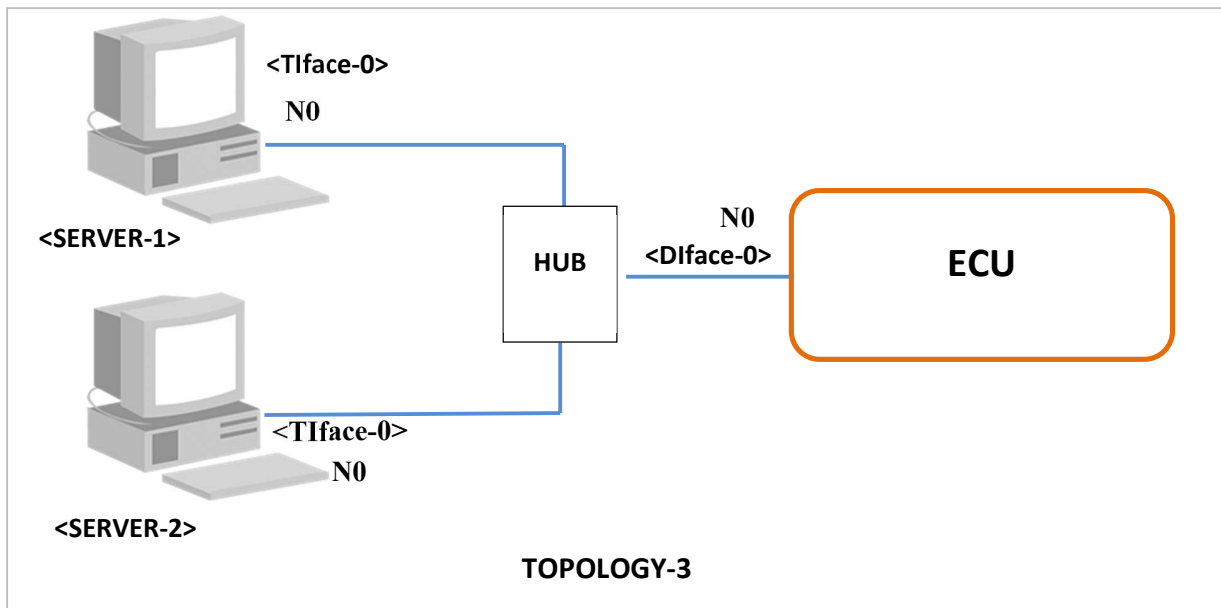 <TIface-0>
N0
<SERVER-1>
HUB
N0
<DIface-0>
ECU
<TIface-0>
N0
<SERVER-2>
TOPOLOGY-3